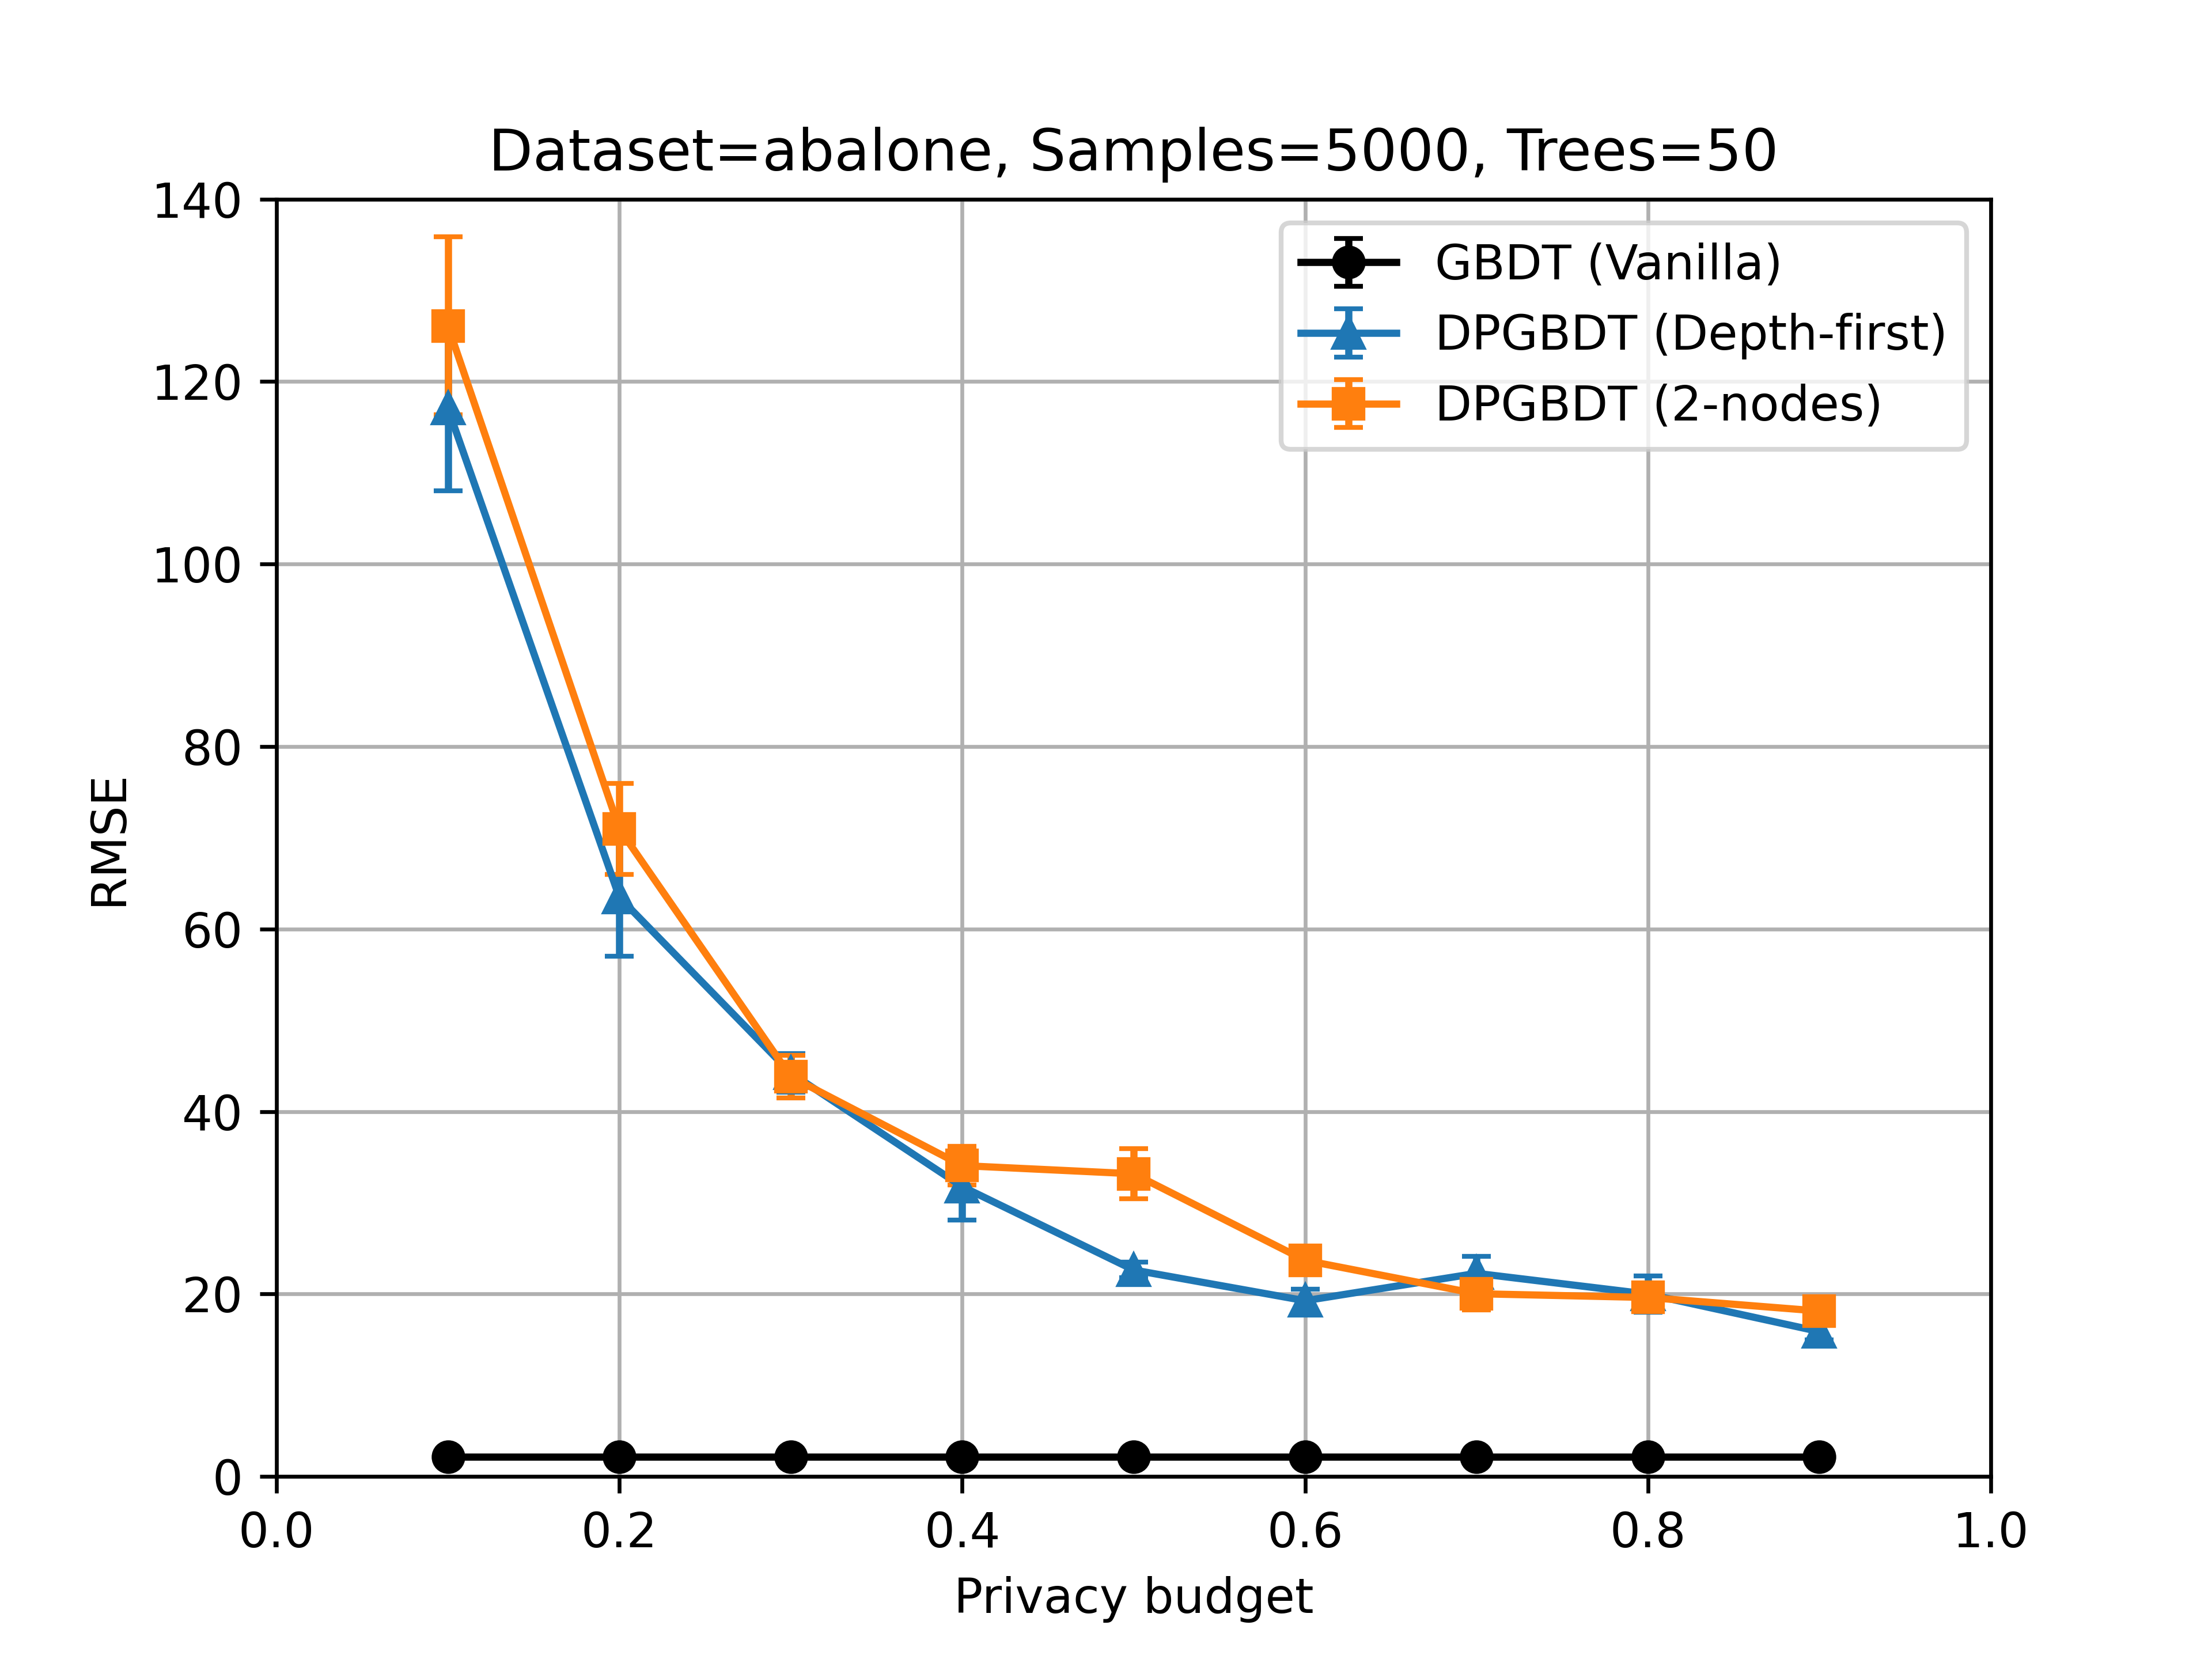 Dataset=abalone, Samples=5000, Trees=50
GBDT (Vanilla)
DPGBDT (Depth-first)
DPGBDT (2-nodes)
RMSE
140
120
100
80
60
40
20
0
0.0 0.2 0.4 0.6 0.8 1.0
Privacy budget